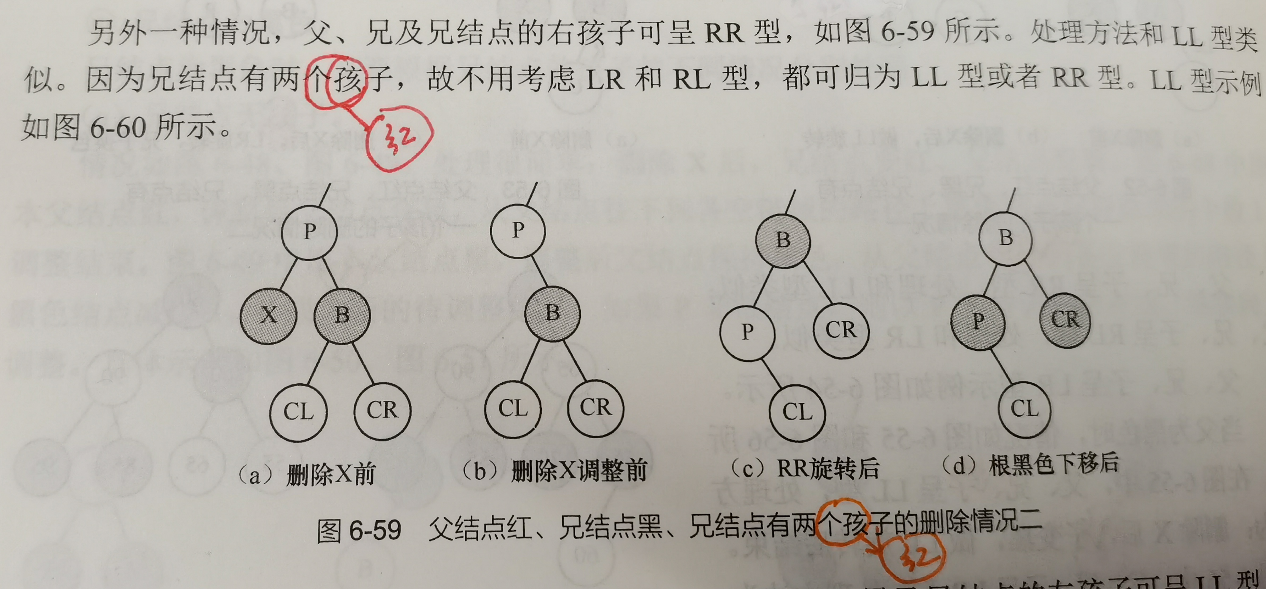 另外一种情况，父、兄及兄结点的右孩子可呈 RR 型，如图 6-59 所示。处理方法和 LL 型类
似。因为兄结点有两个孩子，故不用考虑 LR 和 RL 型，都可归为 LL 型或者 RR 型。LL 型示例
如图 6-60 所示。
红
P
X B
CL CR
P
B
CL CR
B
P CR
CL
B
P CR
CL
（a）删除X前
（b）删除X调整前
（c）RR旋转后
（d）根黑色下移后
图 6-59 父结点红、兄结点黑、兄结点有两个孩子的删除情况二
红